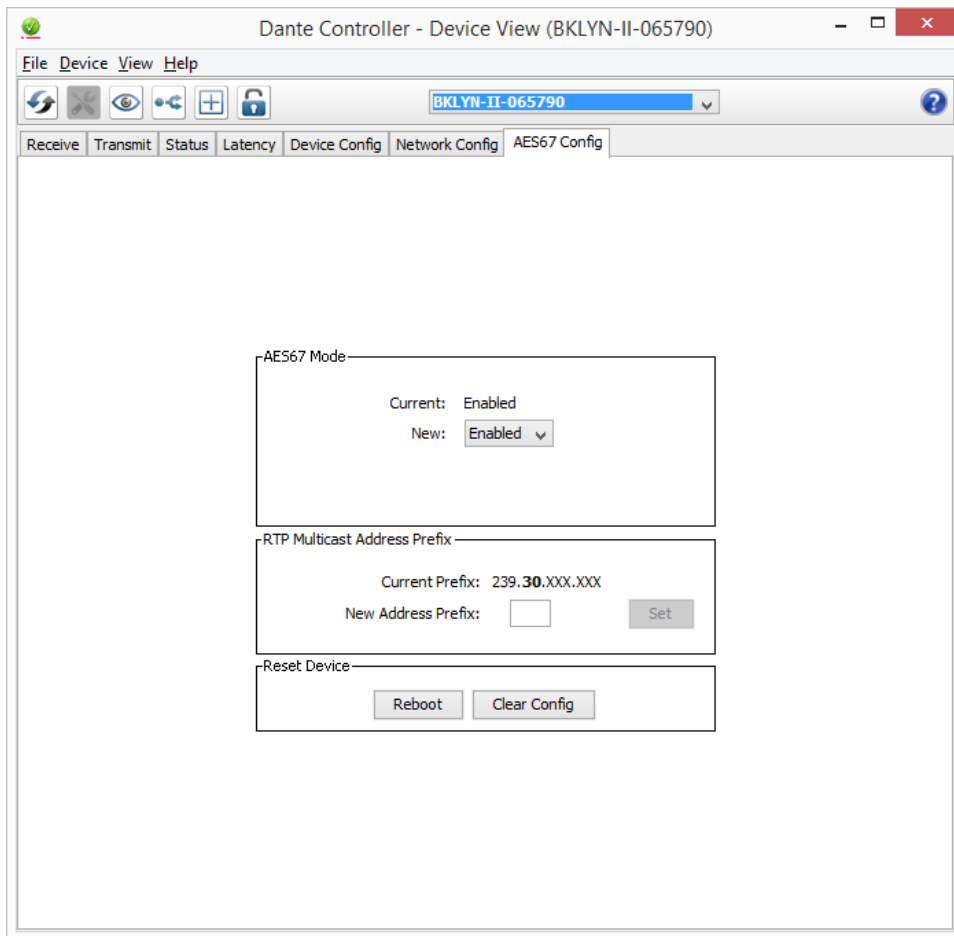 Dante Controller - Device View (BKLYN-II-065790)
File Device View Help
BKLYN-II-065790
?
Receive Transmit Status Latency Device Config Network Config AES67 Config
AES67 Mode
Current: Enabled
New: Enabled
RTP Multicast Address Prefix
Current Prefix: 239.30.XXX.XXX
New Address Prefix: Set
Reset Device
Reboot Clear Config